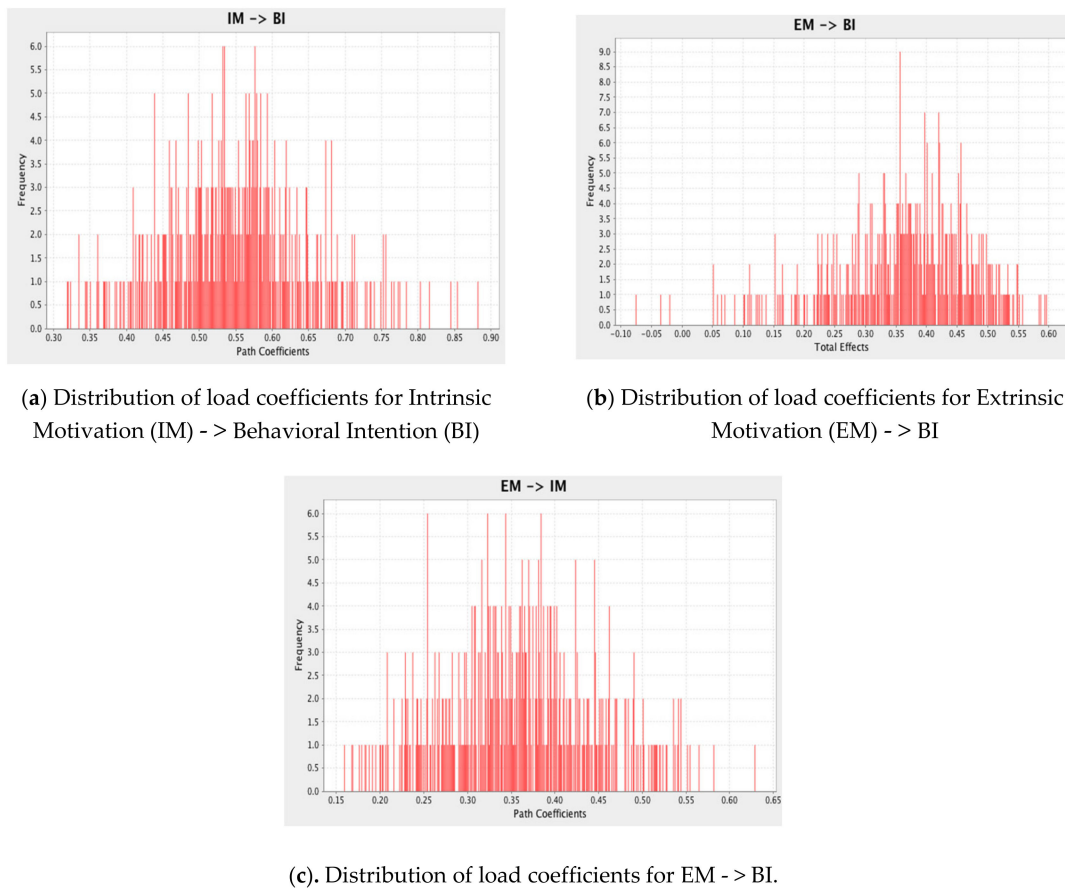 IM -> BI
6.0
5.5
5.0
4.5
4.0
3.5
3.0
2.5
2.0
1.5
1.0
0.5
0.0
Frequency
0.30 0.35 0.40 0.45 0.50 0.55 0.60 0.65 0.70 0.75 0.80 0.85 0.90
Path Coefficients
EM -> BI
9.0
8.5
8.0
7.5
7.0
6.5
6.0
5.5
5.0
4.5
4.0
3.5
3.0
2.5
2.0
1.5
1.0
0.5
0.0
Frequency
-0.10 -0.05 0.00 0.05 0.10 0.15 0.20 0.25 0.30 0.35 0.40 0.45 0.50 0.55 0.60
Total Effects
(a) Distribution of load coefficients for Intrinsic
Motivation (IM) - > Behavioral Intention (BI)
(b) Distribution of load coefficients for Extrinsic
Motivation (EM) - > BI
EM -> IM
6.0
5.5
5.0
4.5
4.0
3.5
3.0
2.5
2.0
1.5
1.0
0.5
0.0
Frequency
0.15 0.20 0.25 0.30 0.35 0.40 0.45 0.50 0.55 0.60 0.65
Path Coefficients
(c). Distribution of load coefficients for EM - > BI.